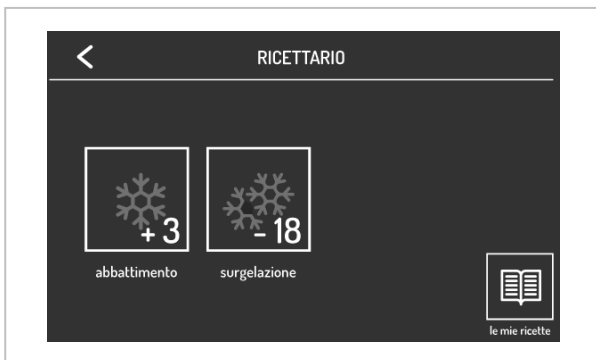 RICETTARIO
+ 3
- 18
abbattimento
surgelazione
le mie ricette